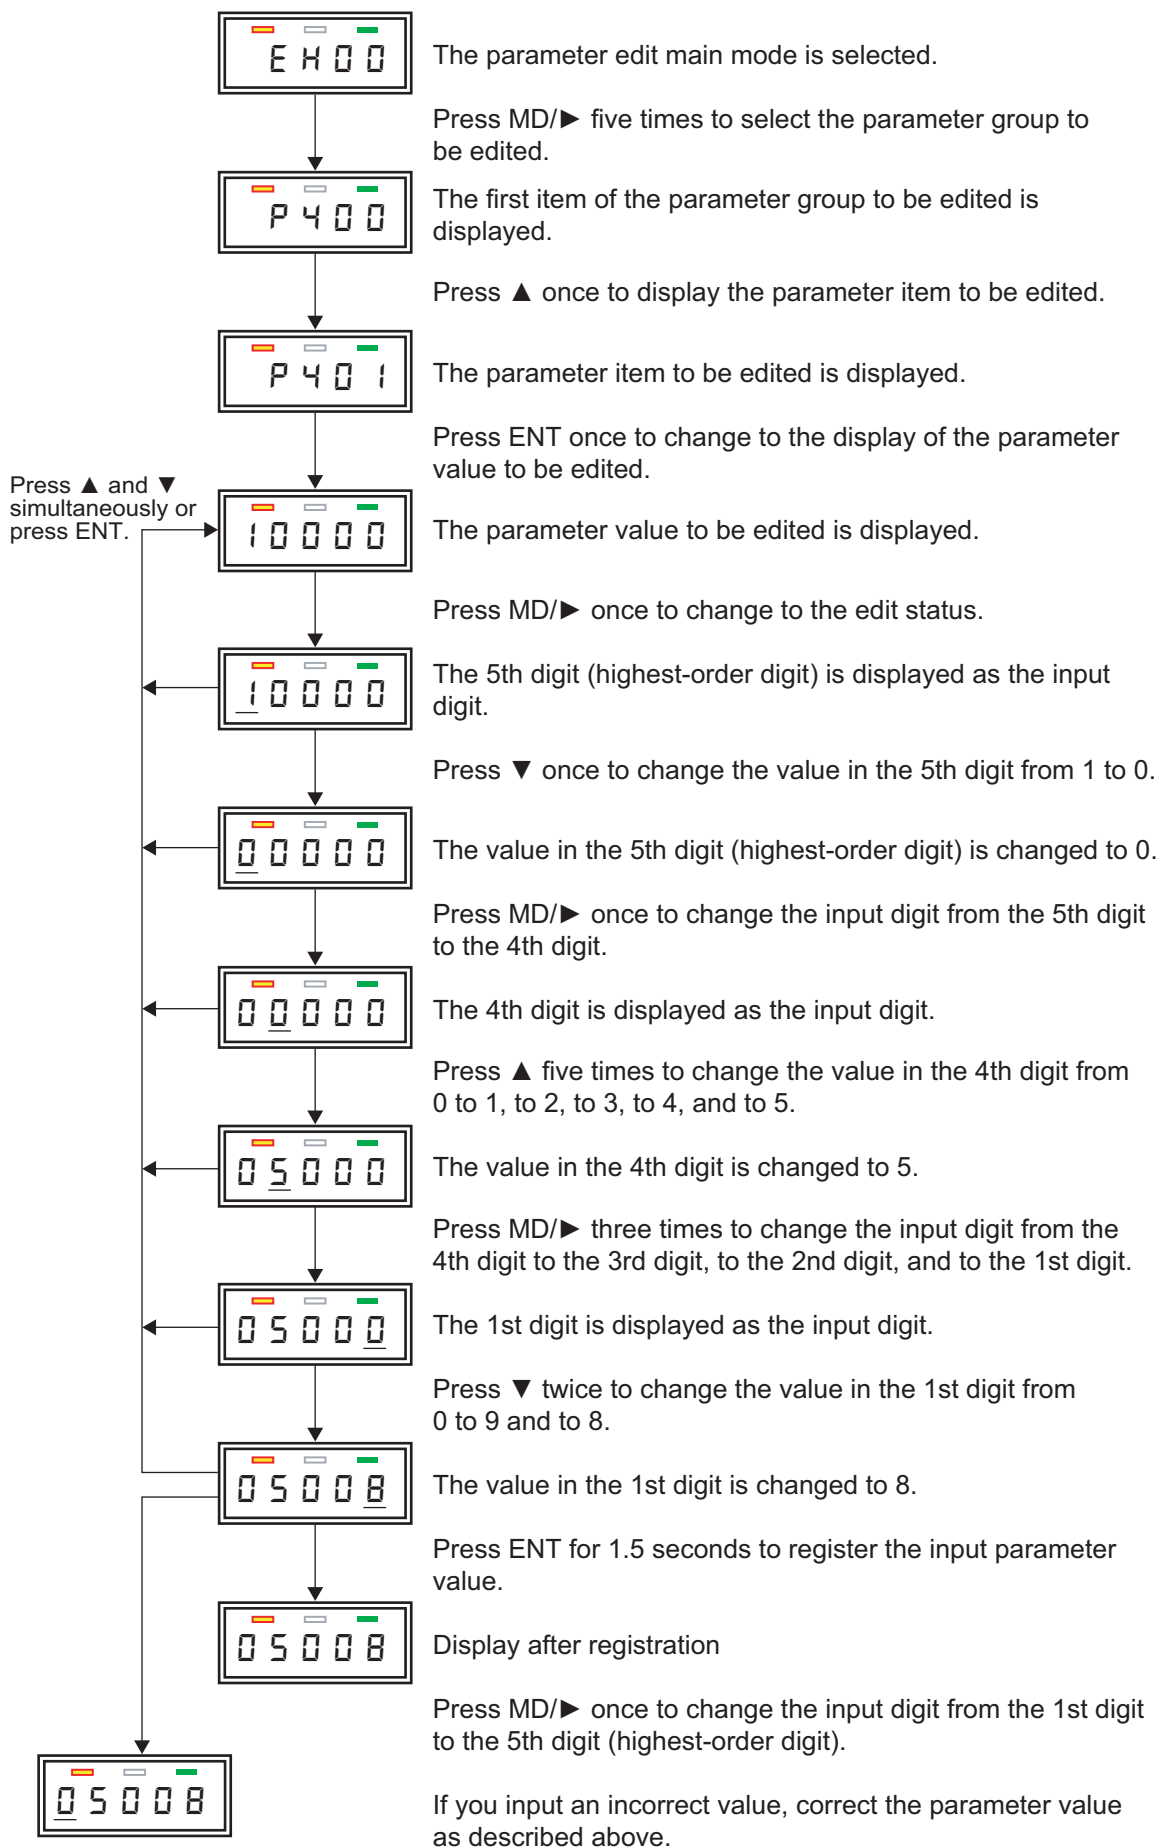 EH00
The parameter edit main mode is selected.
Press MD/► five times to select the parameter group to
be edited.
P400
The first item of the parameter group to be edited is
displayed.
Press ▲ once to display the parameter item to be edited.
P401
The parameter item to be edited is displayed.
Press ENT once to change to the display of the parameter
value to be edited.
Press ▲ and ▼
simultaneously or
press ENT.
10000
The parameter value to be edited is displayed.
Press MD/► once to change to the edit status.
10000
The 5th digit (highest-order digit) is displayed as the input
digit.
Press ▼ once to change the value in the 5th digit from 1 to 0.
00000
The value in the 5th digit (highest-order digit) is changed to 0.
Press MD/► once to change the input digit from the 5th digit
to the 4th digit.
00000
The 4th digit is displayed as the input digit.
Press ▲ five times to change the value in the 4th digit from
0 to 1, to 2, to 3, to 4, and to 5.
05000
The value in the 4th digit is changed to 5.
Press MD/► three times to change the input digit from the
4th digit to the 3rd digit, to the 2nd digit, and to the 1st digit.
05000
The 1st digit is displayed as the input digit.
Press ▼ twice to change the value in the 1st digit from
0 to 9 and to 8.
05008
The value in the 1st digit is changed to 8.
Press ENT for 1.5 seconds to register the input parameter
value.
05008
Display after registration
Press MD/► once to change the input digit from the 1st digit
to the 5th digit (highest-order digit).
05008
If you input an incorrect value, correct the parameter value
as described above.